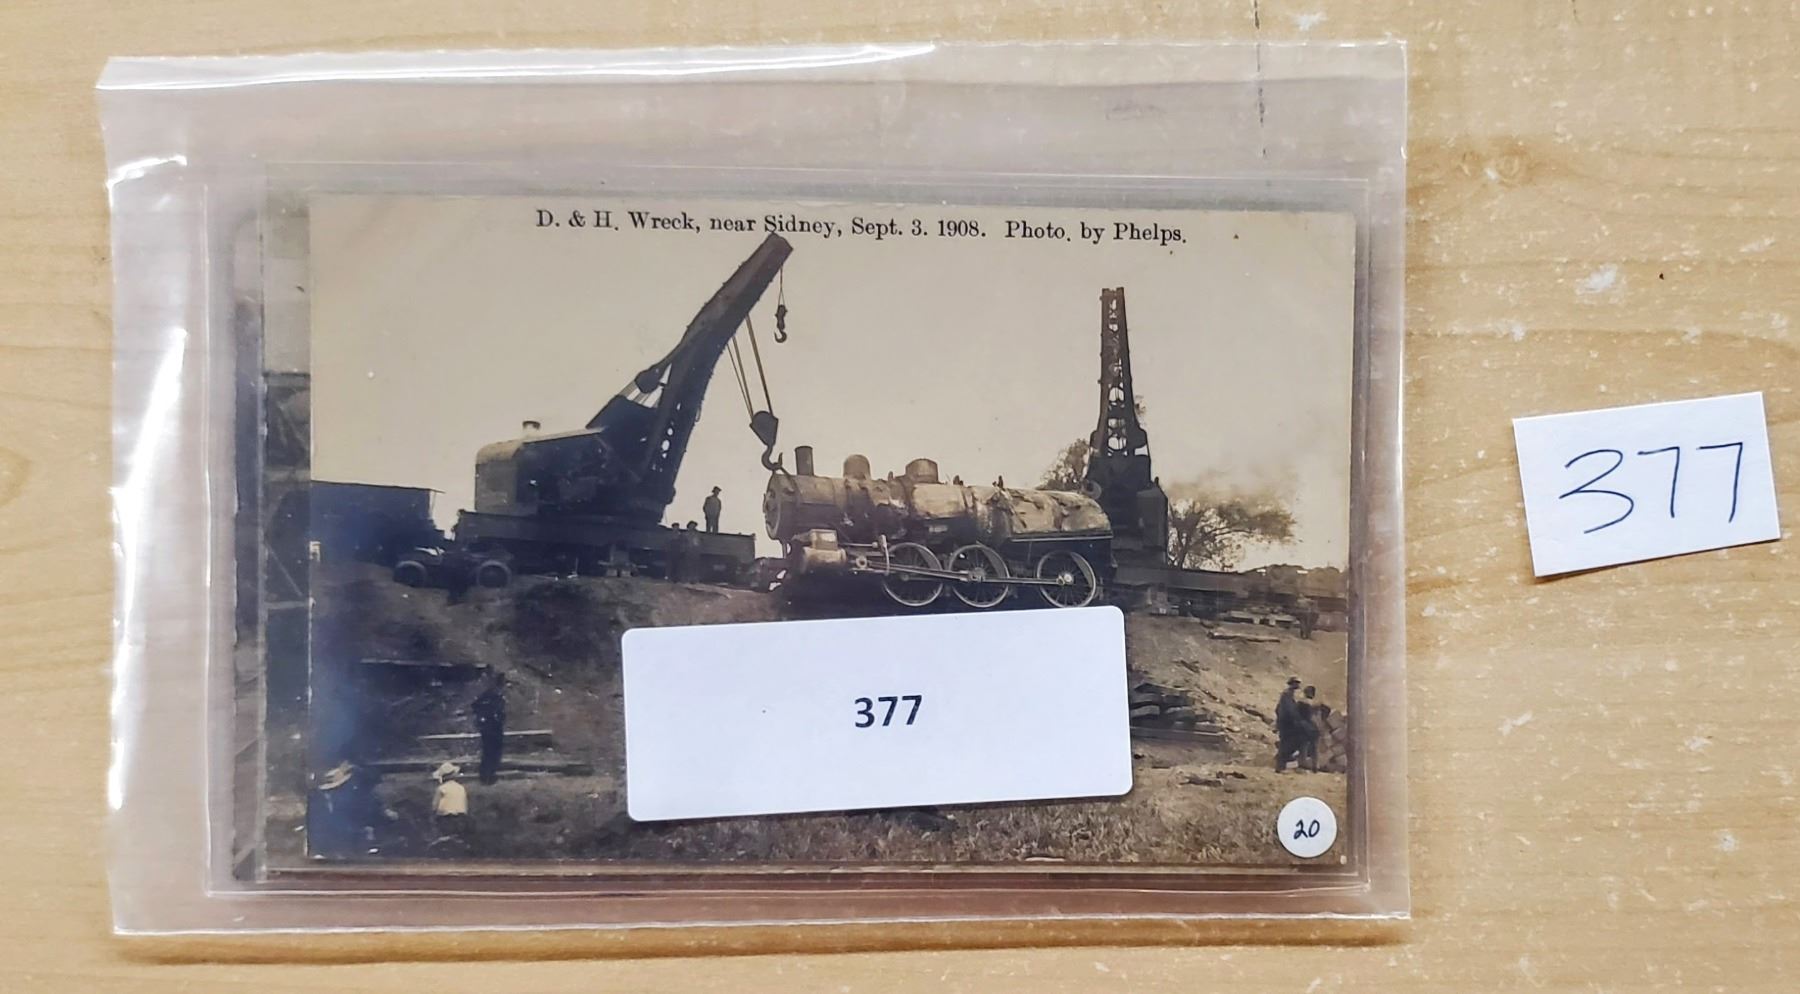 D. & H. Wreck, near Sidney, Sept. 3. 1908. Photo. by Phelps.
377
377
20